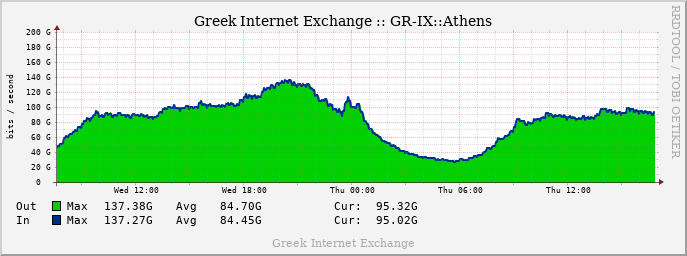 Greek Internet Exchange :: GR-IX::Athens
RRDTOOL / TOBI OETIKER
bits / second
200 G
180 G
160 G
140 G
120 G
100 G
80 G
60 G
40 G
20 G
0
Wed 12:00 Wed 18:00 Thu 00:00 Thu 06:00 Thu 12:00
Out Max 137.38G Avg 84.70G Cur: 95.32G
In Max 137.27G Avg 84.45G Cur: 95.02G
Greek Internet Exchange